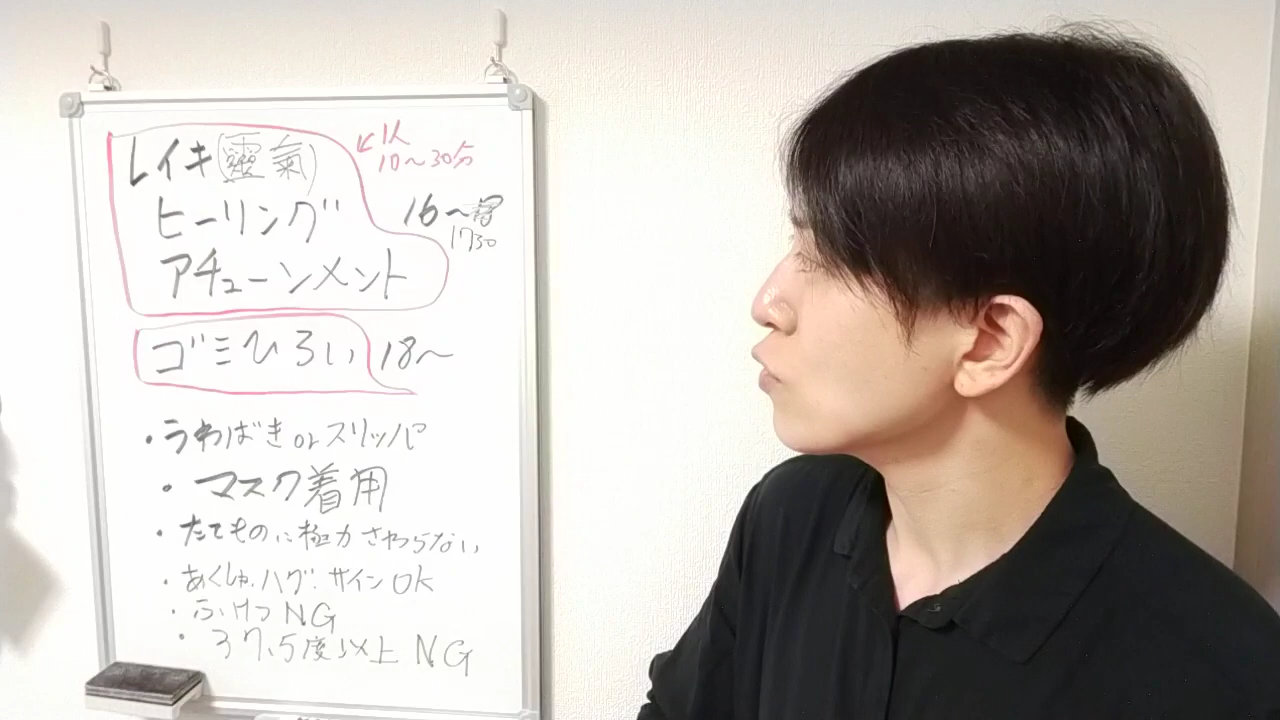 レイキ(靈氣)
ヒーリング
アチューンメント
↙1人
10〜30分
16〜
1730
ゴミひろい 18〜
・うわばき or スリッパ
・マスク着用
・たてものに極力さわらない
・あくしゅ・ハグ・サイン OK
・ふけつ NG
・37.5度以上 NG